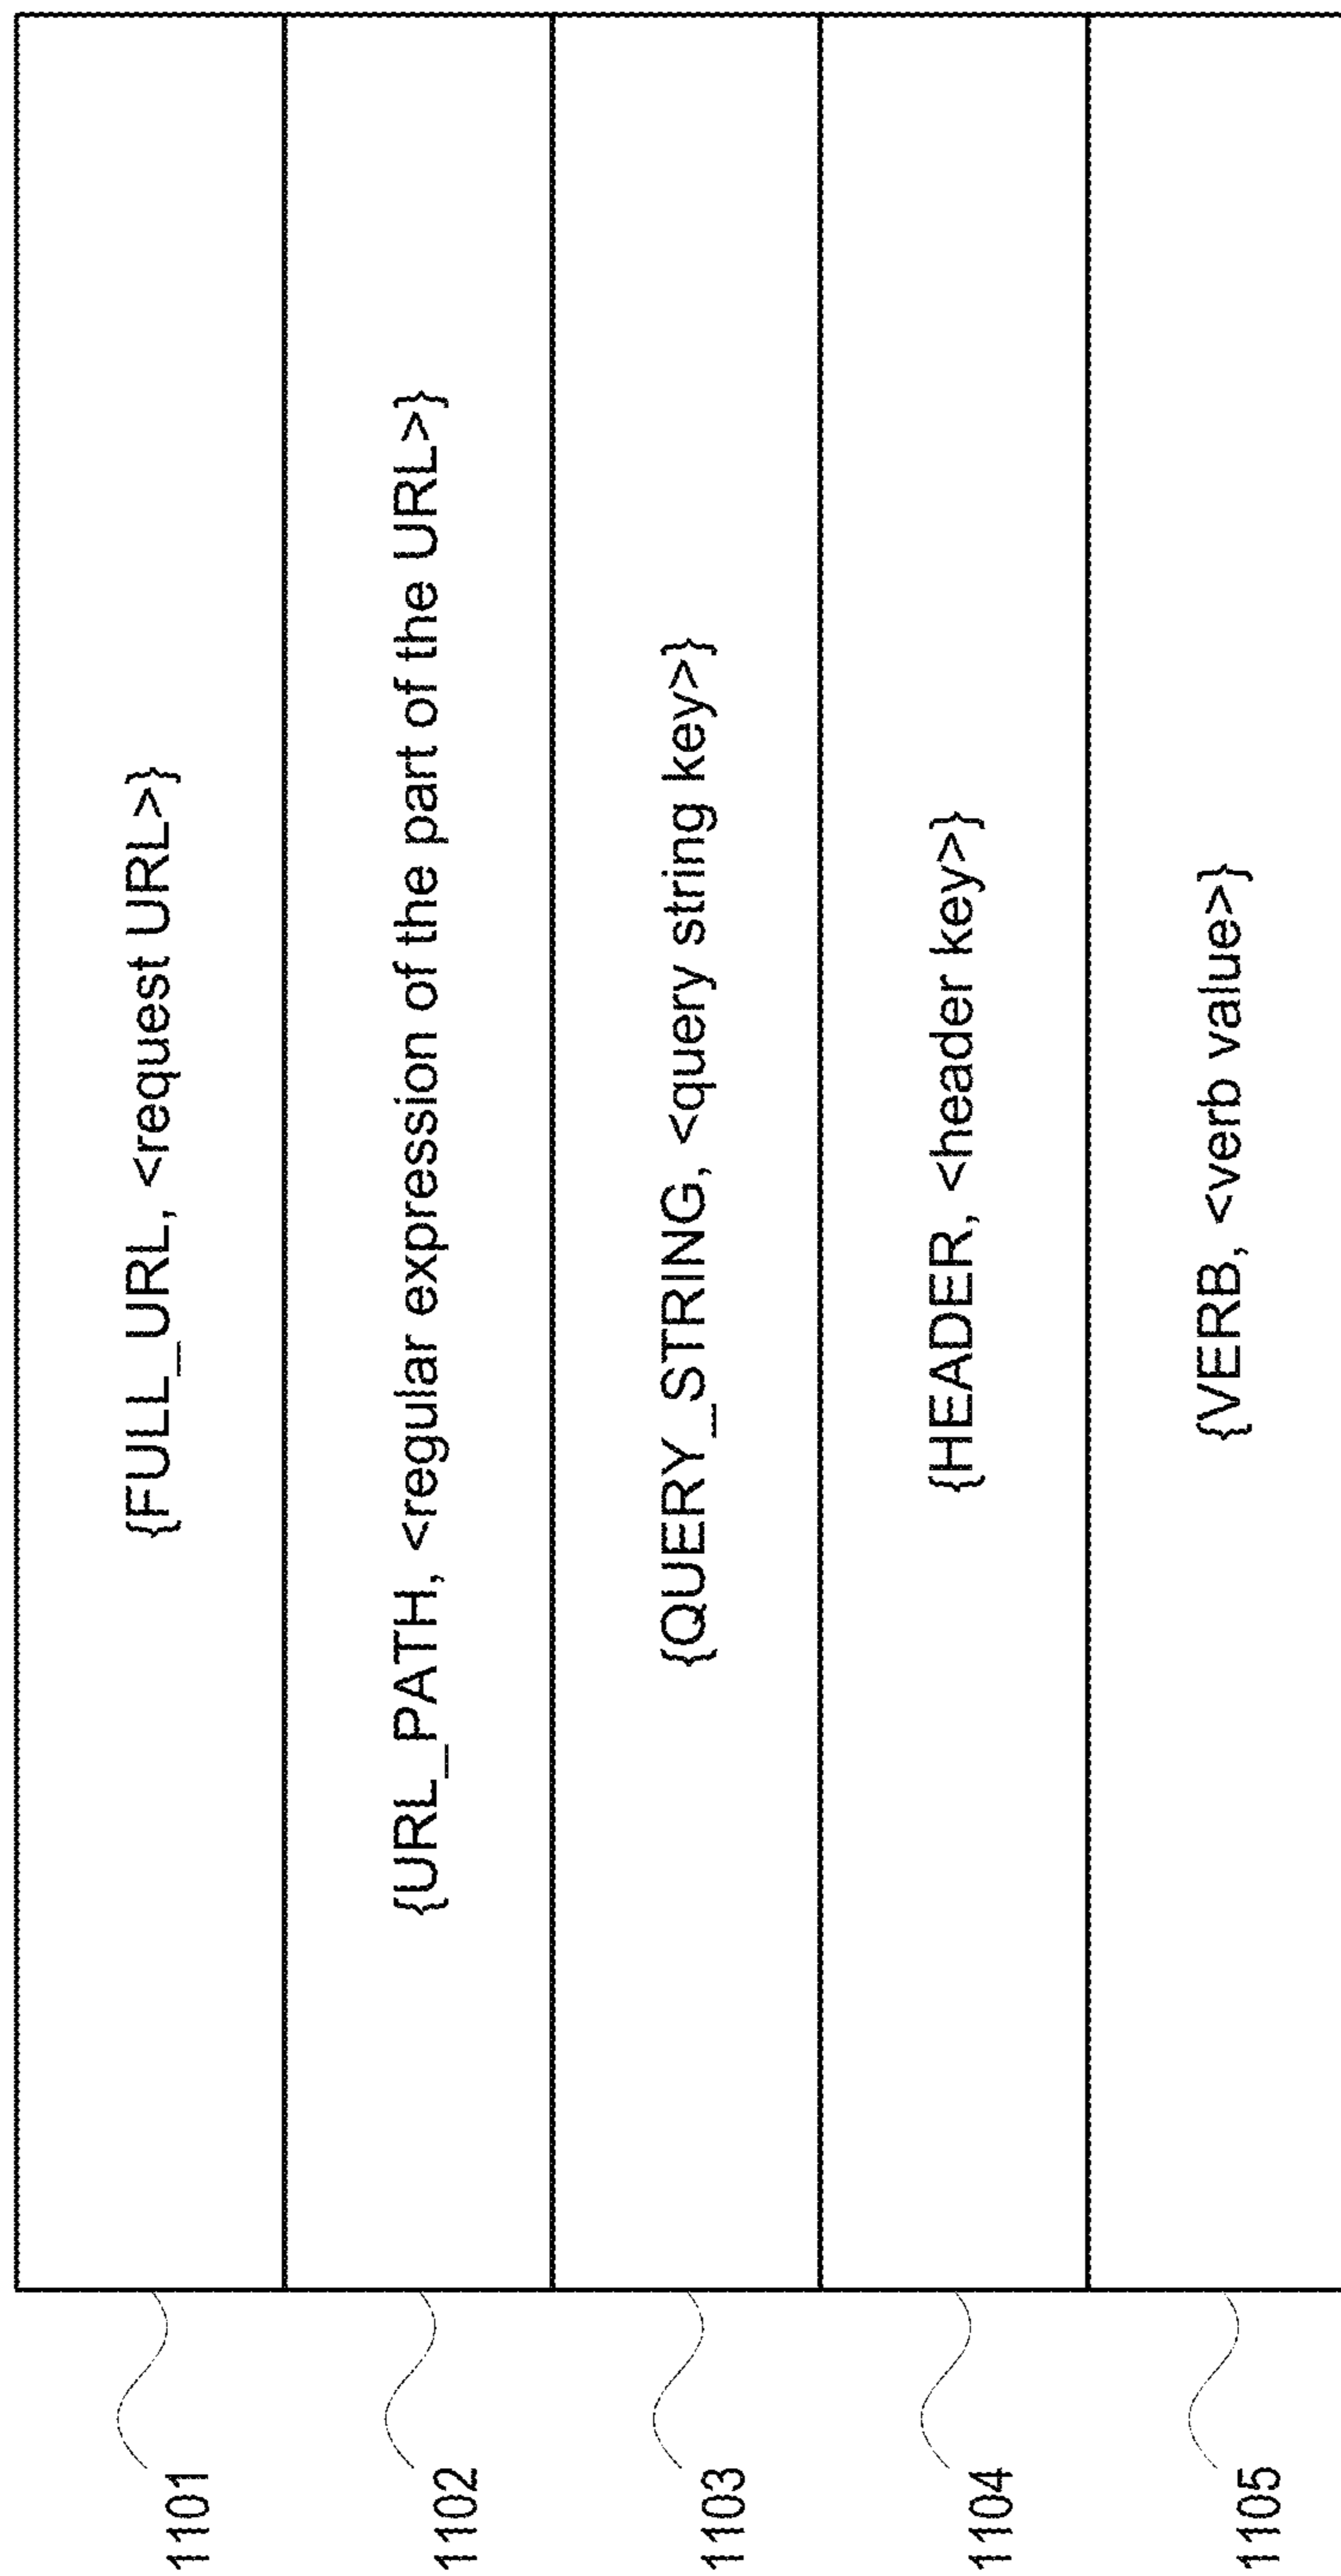 1101 {FULL_URL, <request URL>}
1102 {URL_PATH, <regular expression of the part of the URL>}
1103 {QUERY_STRING, <query string key>}
1104 {HEADER, <header key>}
1105 {VERB, <verb value>}